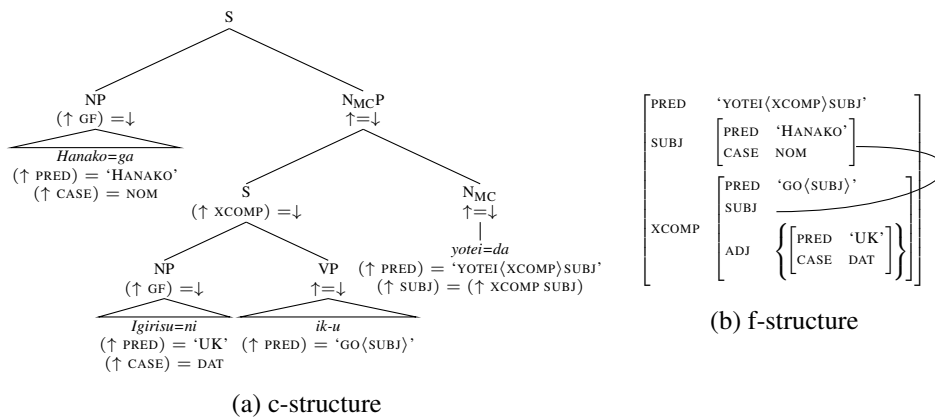 S
NP
(↑ GF) =↓
Hanako=ga
(↑ PRED) = ‘HANAKO’
(↑ CASE) = NOM
N_MC P
↑=↓
S
(↑ XCOMP) =↓
N_MC
↑=↓
yotei=da
(↑ PRED) = ‘YOTEI⟨XCOMP⟩SUBJ’
(↑ SUBJ) = (↑ XCOMP SUBJ)
NP
(↑ GF) =↓
Igirisu=ni
(↑ PRED) = ‘UK’
(↑ CASE) = DAT
VP
↑=↓
ik-u
(↑ PRED) = ‘GO⟨SUBJ⟩’
(a) c-structure
PRED ‘YOTEI⟨XCOMP⟩SUBJ’
SUBJ
PRED ‘HANAKO’
CASE NOM
XCOMP
PRED ‘GO⟨SUBJ⟩’
SUBJ
ADJ
PRED ‘UK’
CASE DAT
(b) f-structure